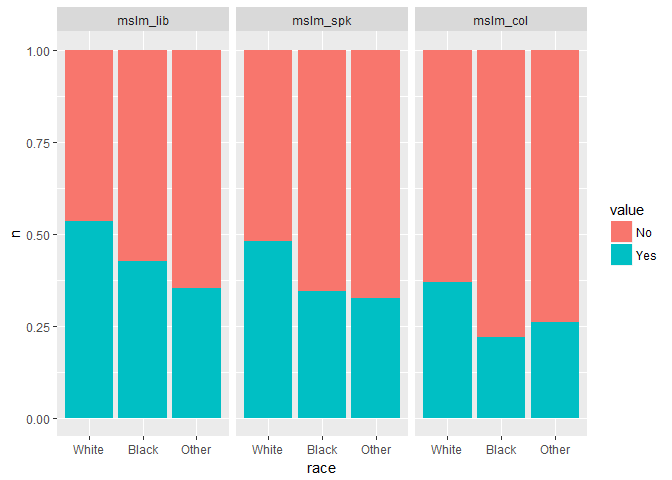 mslm_lib mslm_spk mslm_col
1.00
0.75
0.50
0.25
0.00
n
White Black Other White Black Other White Black Other
race
value
No
Yes